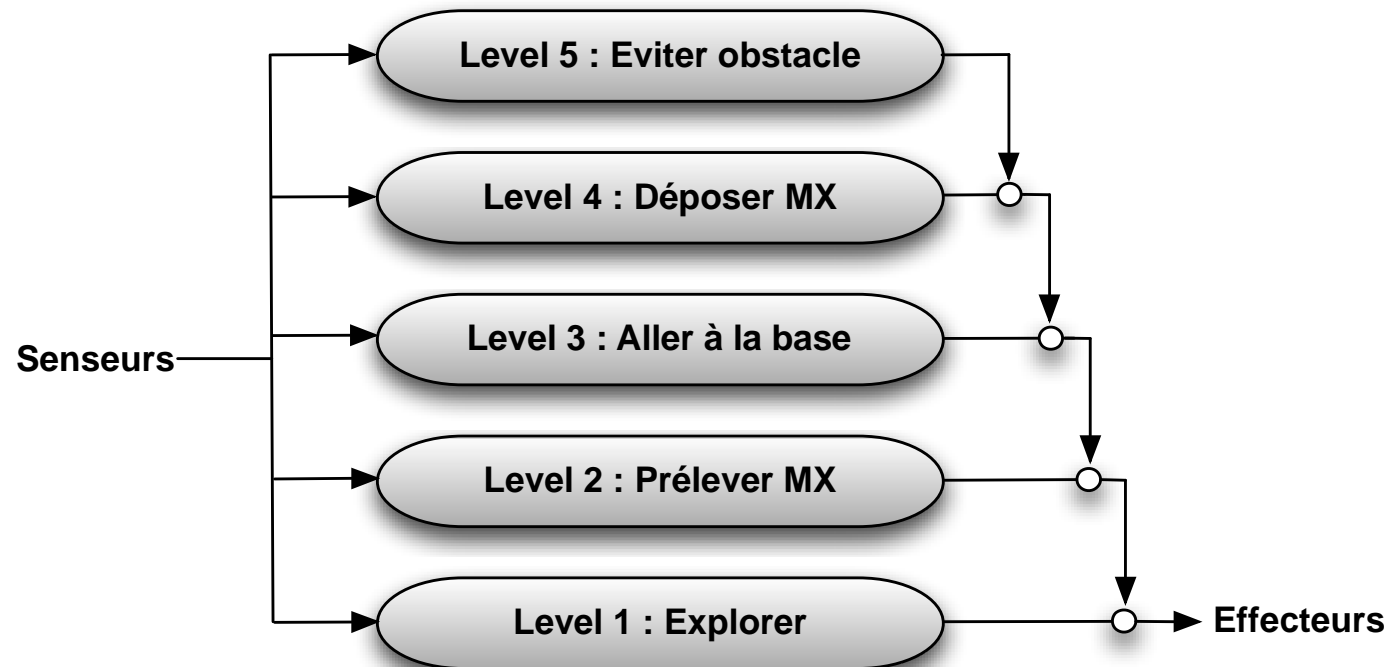 Level 5 : Eviter obstacle
Level 4 : Déposer MX
Level 3 : Aller à la base
Senseurs
Level 2 : Prélever MX
Level 1 : Explorer
Effecteurs